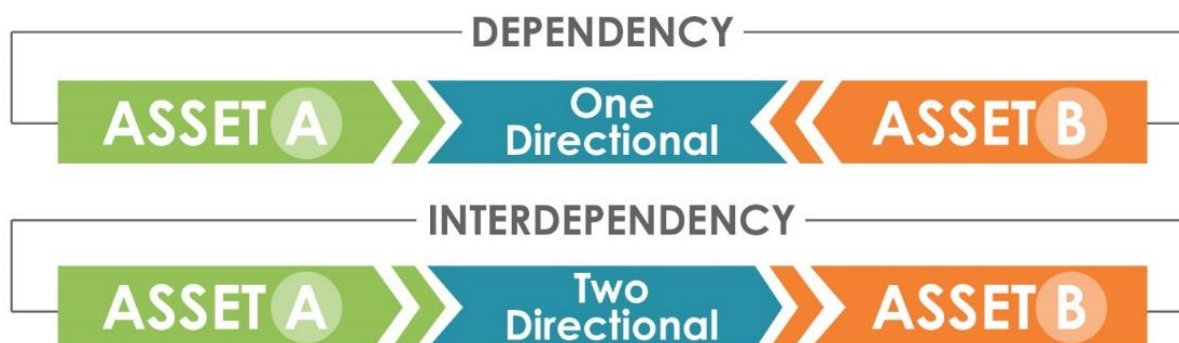 DEPENDENCY
ASSET A
One
Directional
ASSET B
INTERDEPENDENCY
ASSET A
Two
Directional
ASSET B